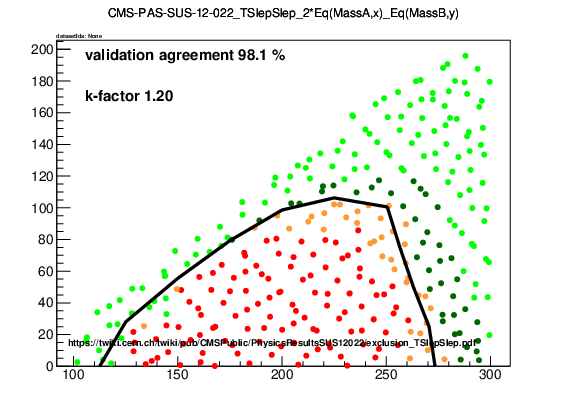 CMS-PAS-SUS-12-022_TSlepSlep_2*Eq(MassA,x)_Eq(MassB,y)
datasetIds: None
validation agreement 98.1 %
k-factor 1.20
200
180
160
140
120
100
80
60
40
20
0
https://twiki.cern.ch/twiki/pub/CMSPublic/PhysicsResultsSUS12022/exclusion_TSlepSlep.pdf
100 150 200 250 300